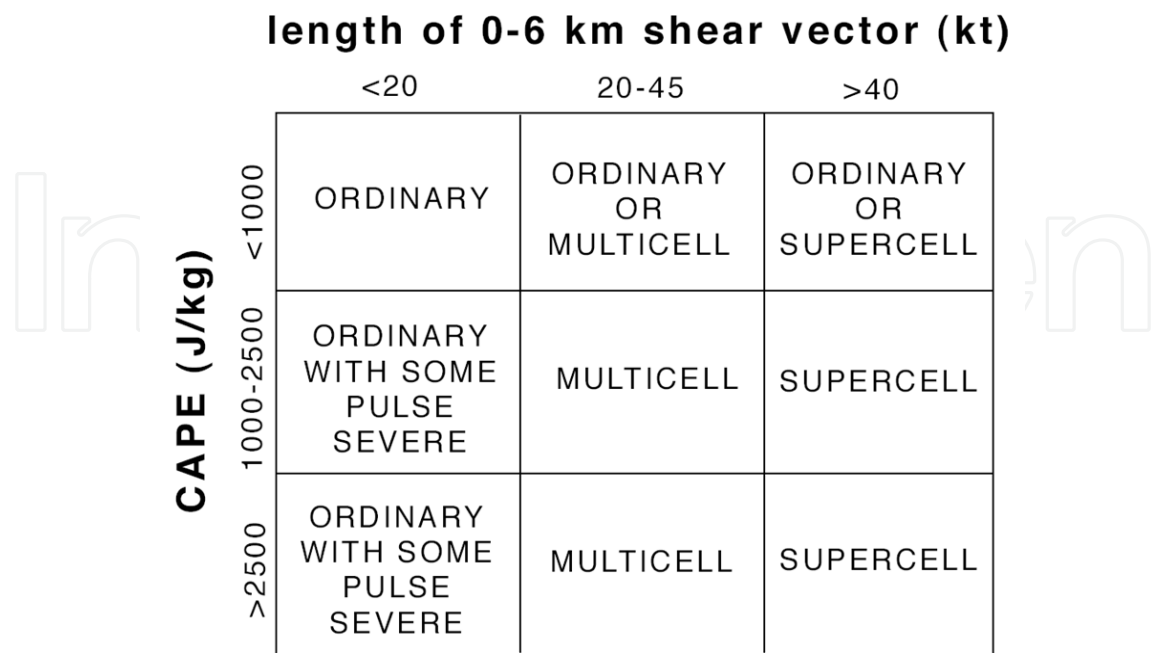 length of 0-6 km shear vector (kt)
<20 20-45 >40
CAPE (J/kg)
<1000
ORDINARY
ORDINARY
OR
MULTICELL
ORDINARY
OR
SUPERCELL
1000-2500
ORDINARY
WITH SOME
PULSE
SEVERE
MULTICELL
SUPERCELL
>2500
ORDINARY
WITH SOME
PULSE
SEVERE
MULTICELL
SUPERCELL